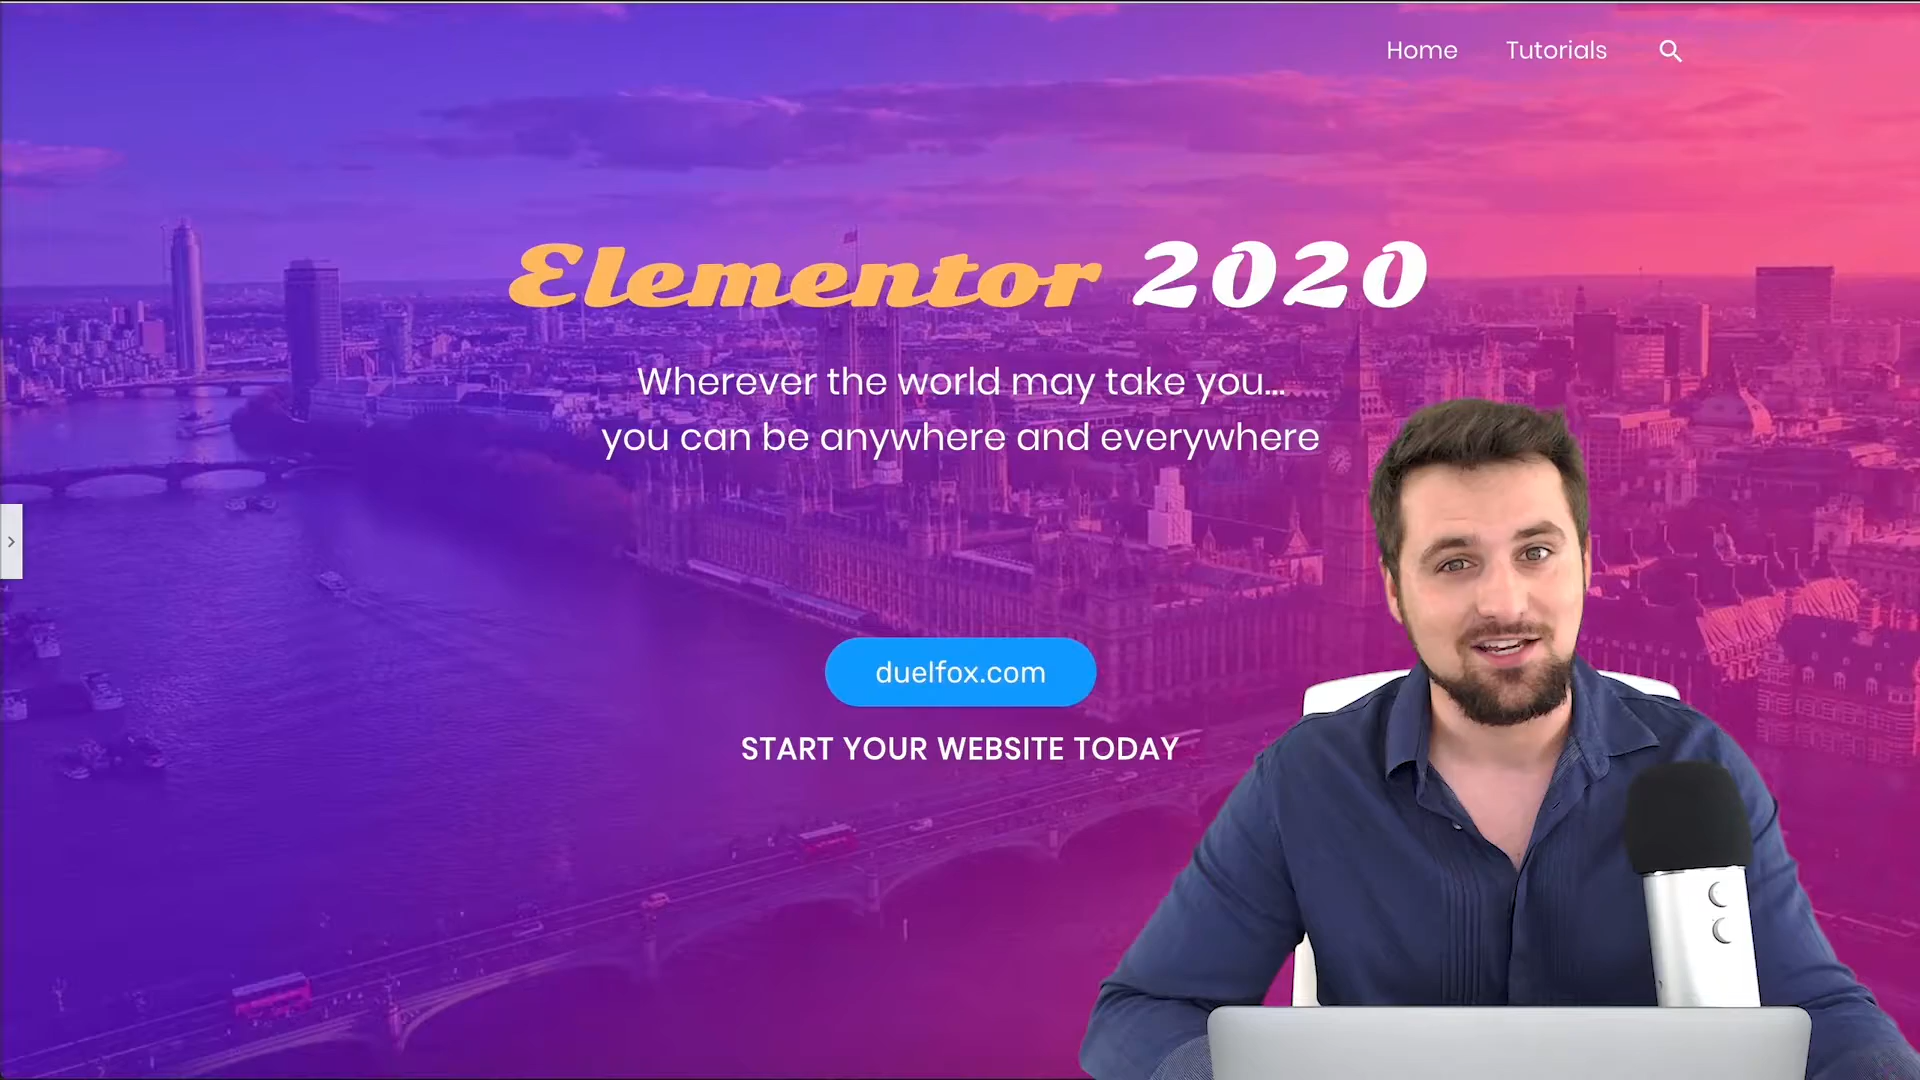 Home Tutorials
Elementor 2020
Wherever the world may take you...
you can be anywhere and everywhere
duelfox.com
START YOUR WEBSITE TODAY